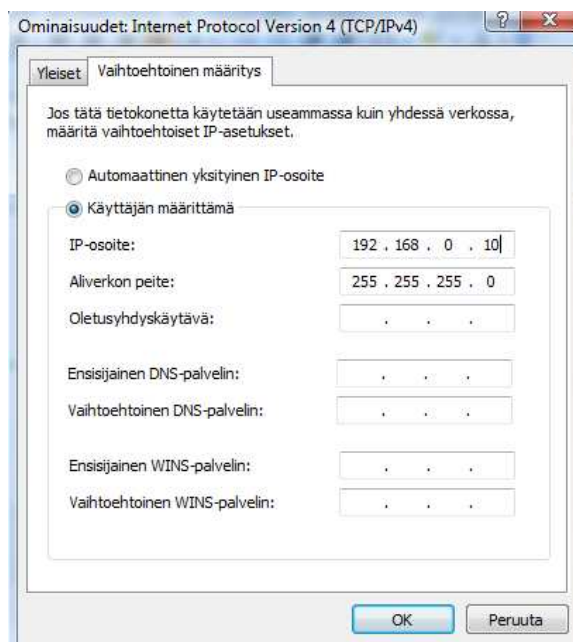 Ominaisuudet: Internet Protocol Version 4 (TCP/IPv4)
Yleiset Vaihtoehtoinen määritys
Jos tätä tietokonetta käytetään useammassa kuin yhdessä verkossa,
määritä vaihtoehtoiset IP-asetukset.
Automaattinen yksityinen IP-osoite
Käyttäjän määrittämä
IP-osoite: 192 . 168 . 0 . 10
Aliverkon peite: 255 . 255 . 255 . 0
Oletusyhdyskäytävä: . . .
Ensisijainen DNS-palvelin: . . .
Vaihtoehtoinen DNS-palvelin: . . .
Ensisijainen WINS-palvelin: . . .
Vaihtoehtoinen WINS-palvelin: . . .
OK Peruuta